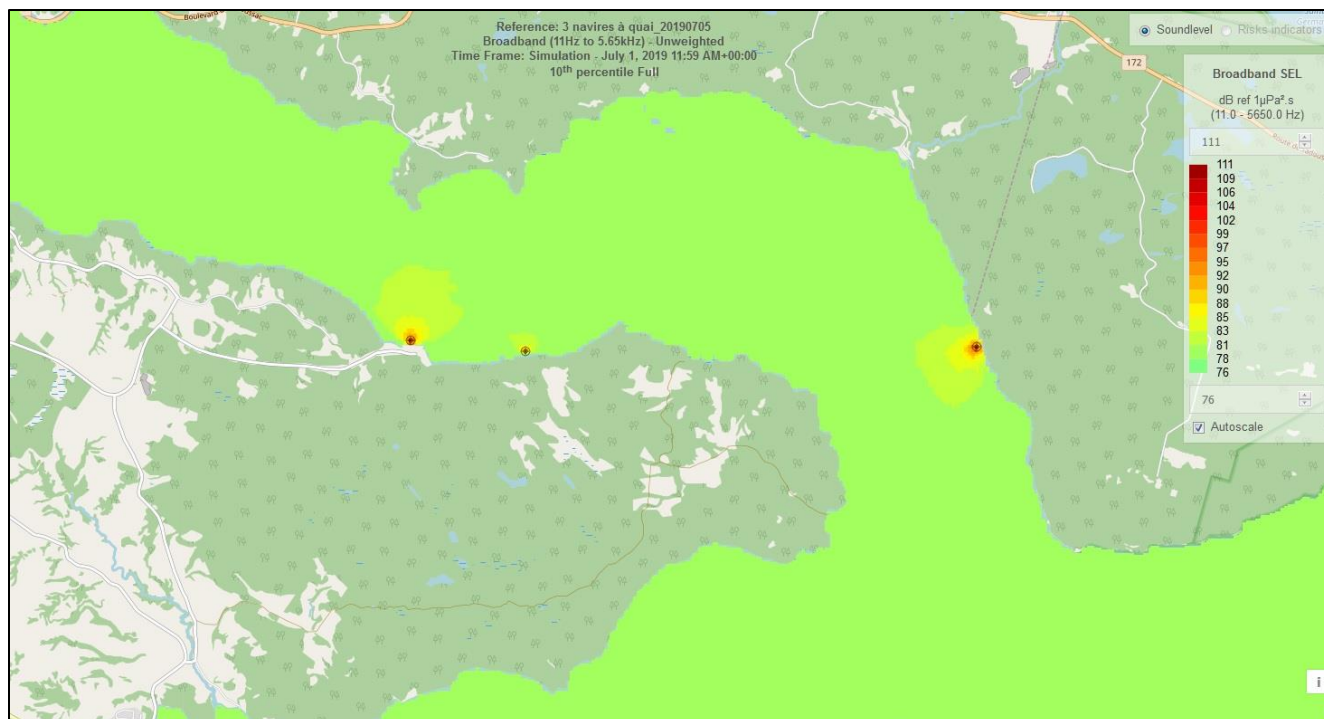 Boulevard
Reference: 3 navires à quai_20190705
Broadband (11Hz to 5.65kHz) - Unweighted
Time Frame: Simulation - July 1, 2019 11:59 AM+00:00
10th percentile Full
Soundlevel Risks indicators
172
Broadband SEL
dB ref 1µPa².s
(11.0 - 5650.0 Hz)
111
111
109
106
104
102
99
97
95
92
90
88
85
83
81
78
76
76
Autoscale
i